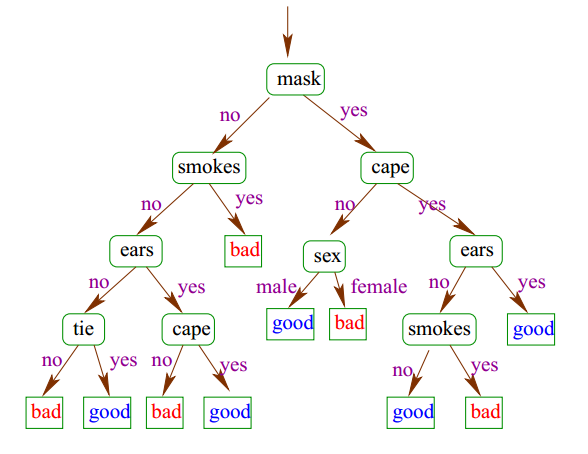 mask
no yes
smokes cape
no yes no yes
ears bad sex ears
no yes male female no yes
tie cape good bad smokes good
no yes no yes no yes
bad good bad good good bad